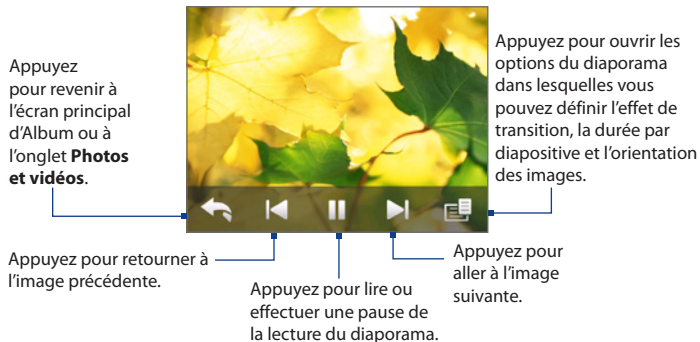 Appuyez
pour revenir à
l’écran principal
d’Album ou à
l’onglet Photos
et vidéos.
Appuyez pour ouvrir les
options du diaporama
dans lesquelles vous
pouvez définir l’effet de
transition, la durée par
diapositive et l’orientation
des images.
Appuyez pour retourner à
l’image précédente.
Appuyez pour lire ou
effectuer une pause de
la lecture du diaporama.
Appuyez pour
aller à l’image
suivante.